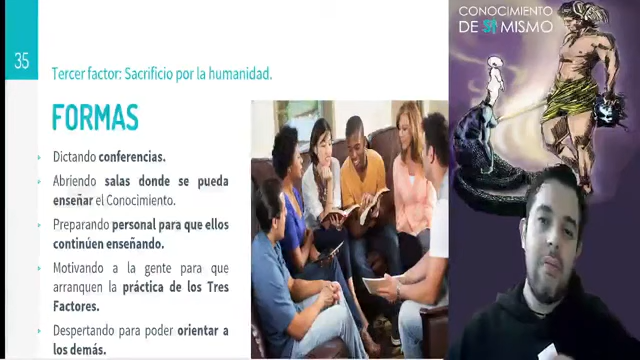 35
Tercer factor: Sacrificio por la humanidad.
FORMAS
Dictando conferencias.
Abriendo salas donde se pueda
enseñar el Conocimiento.
Preparando personal para que ellos
continúen enseñando.
Motivando a la gente para que
arranquen la práctica de los Tres
Factores.
Despertando para poder orientar a
los demás.
CONOCIMIENTO
DE SÍ MISMO